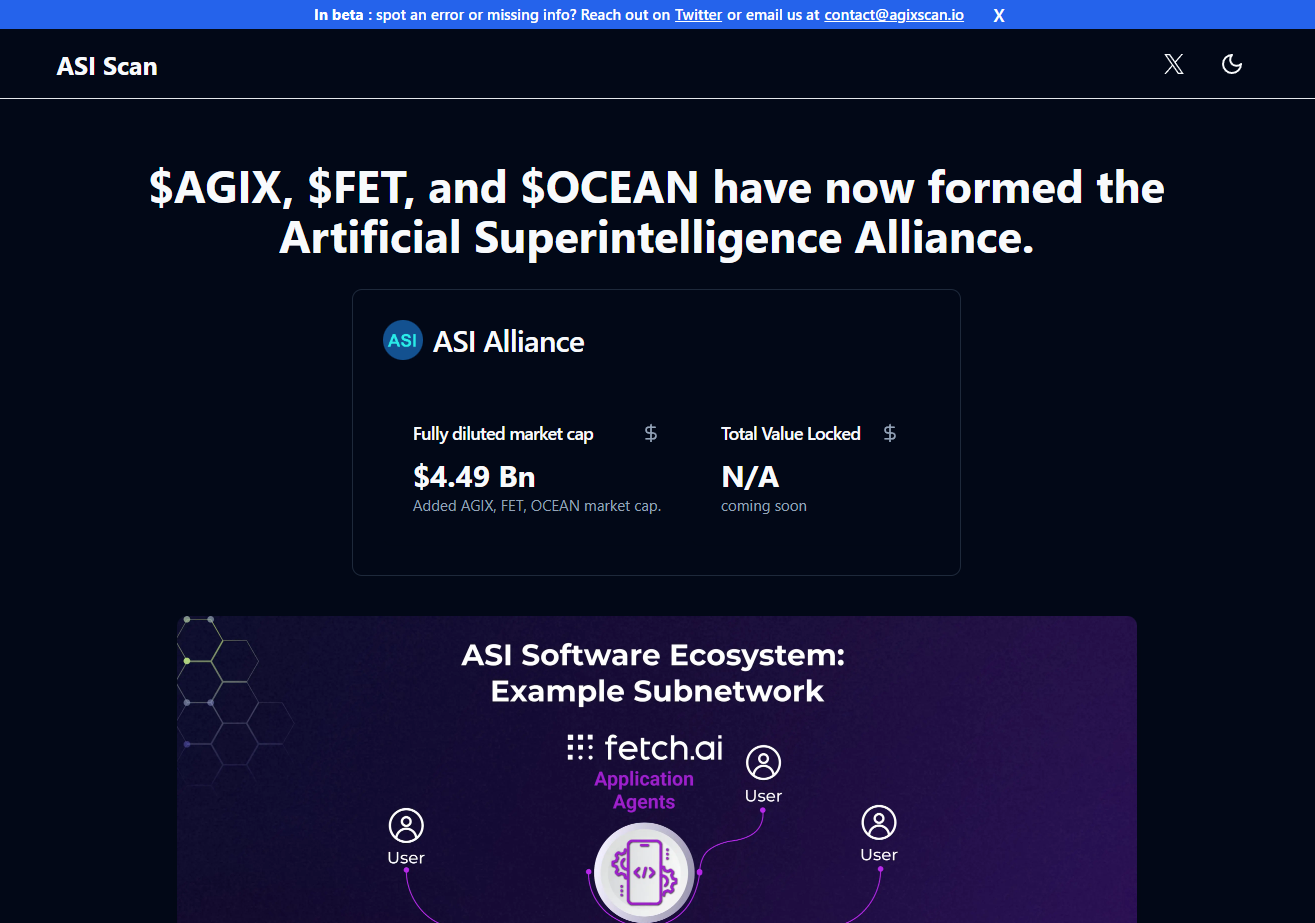 In beta : spot an error or missing info? Reach out on Twitter or email us at contact@agixscan.io X
ASI Scan
$AGIX, $FET, and $OCEAN have now formed the
Artificial Superintelligence Alliance.
ASI ASI Alliance
Fully diluted market cap $
$4.49 Bn
Added AGIX, FET, OCEAN market cap.
Total Value Locked $
N/A
coming soon
ASI Software Ecosystem:
Example Subnetwork
fetch.ai
Application
Agents
User
User
User